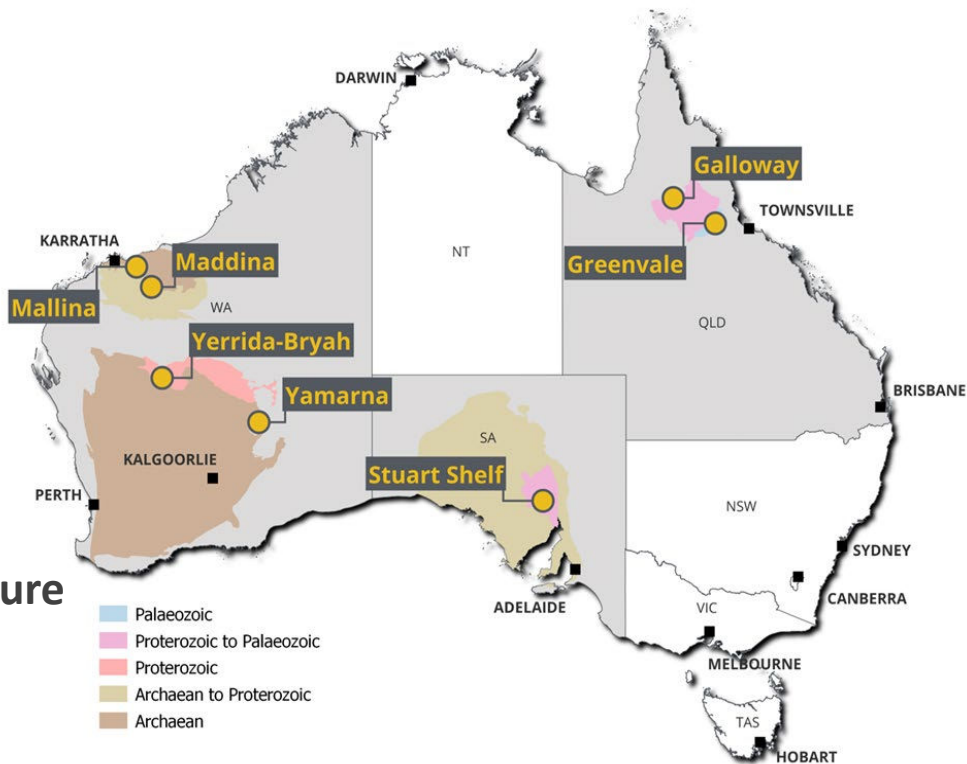 DARWIN
Galloway
TOWNSVILLE
KARRATHA
Maddina
NT
Greenvale
Mallina
WA
QLD
Yerrida-Bryah
Yamarna
BRISBANE
SA
KALGOORLIE
Stuart Shelf
PERTH
NSW
SYDNEY
ure
CANBERRA
ADELAIDE
VIC
Palaeozoic
Proterozoic to Palaeozoic
MELBOURNE
Proterozoic
Archaean to Proterozoic
Archaean
TAS
HOBART